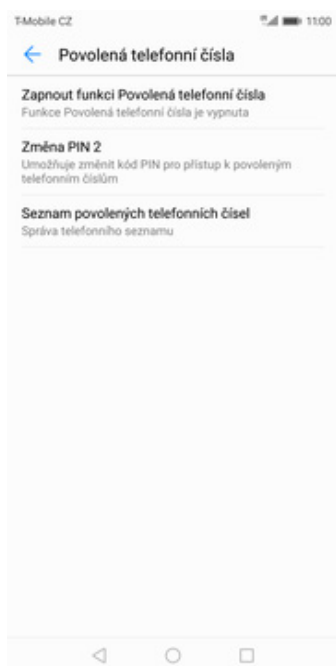 T-Mobile CZ 11:00
Povolená telefonní čísla
Zapnout funkci Povolená telefonní čísla
Funkce Povolená telefonní čísla je vypnuta
Změna PIN 2
Umožňuje změnit kód PIN pro přístup k povoleným
telefonním číslům
Seznam povolených telefonních čísel
Správa telefonního seznamu